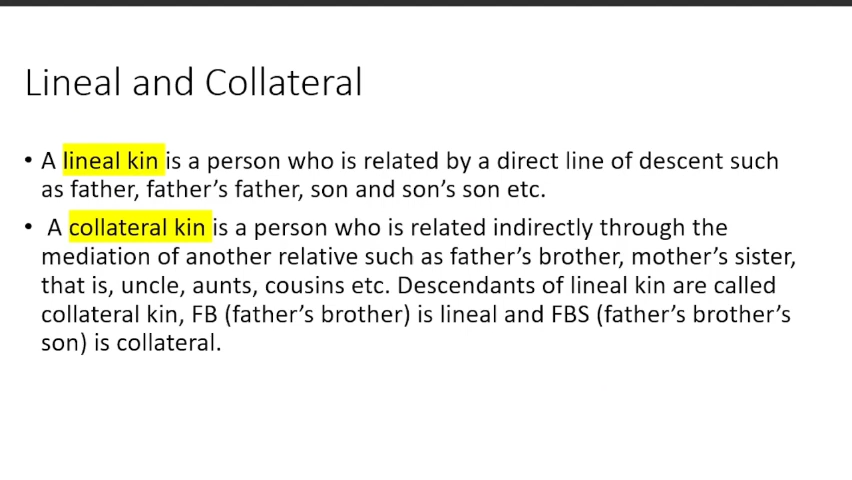 Lineal and Collateral
• A lineal kin is a person who is related by a direct line of descent such
as father, father’s father, son and son’s son etc.
• A collateral kin is a person who is related indirectly through the
mediation of another relative such as father’s brother, mother’s sister,
that is, uncle, aunts, cousins etc. Descendants of lineal kin are called
collateral kin, FB (father’s brother) is lineal and FBS (father’s brother’s
son) is collateral.